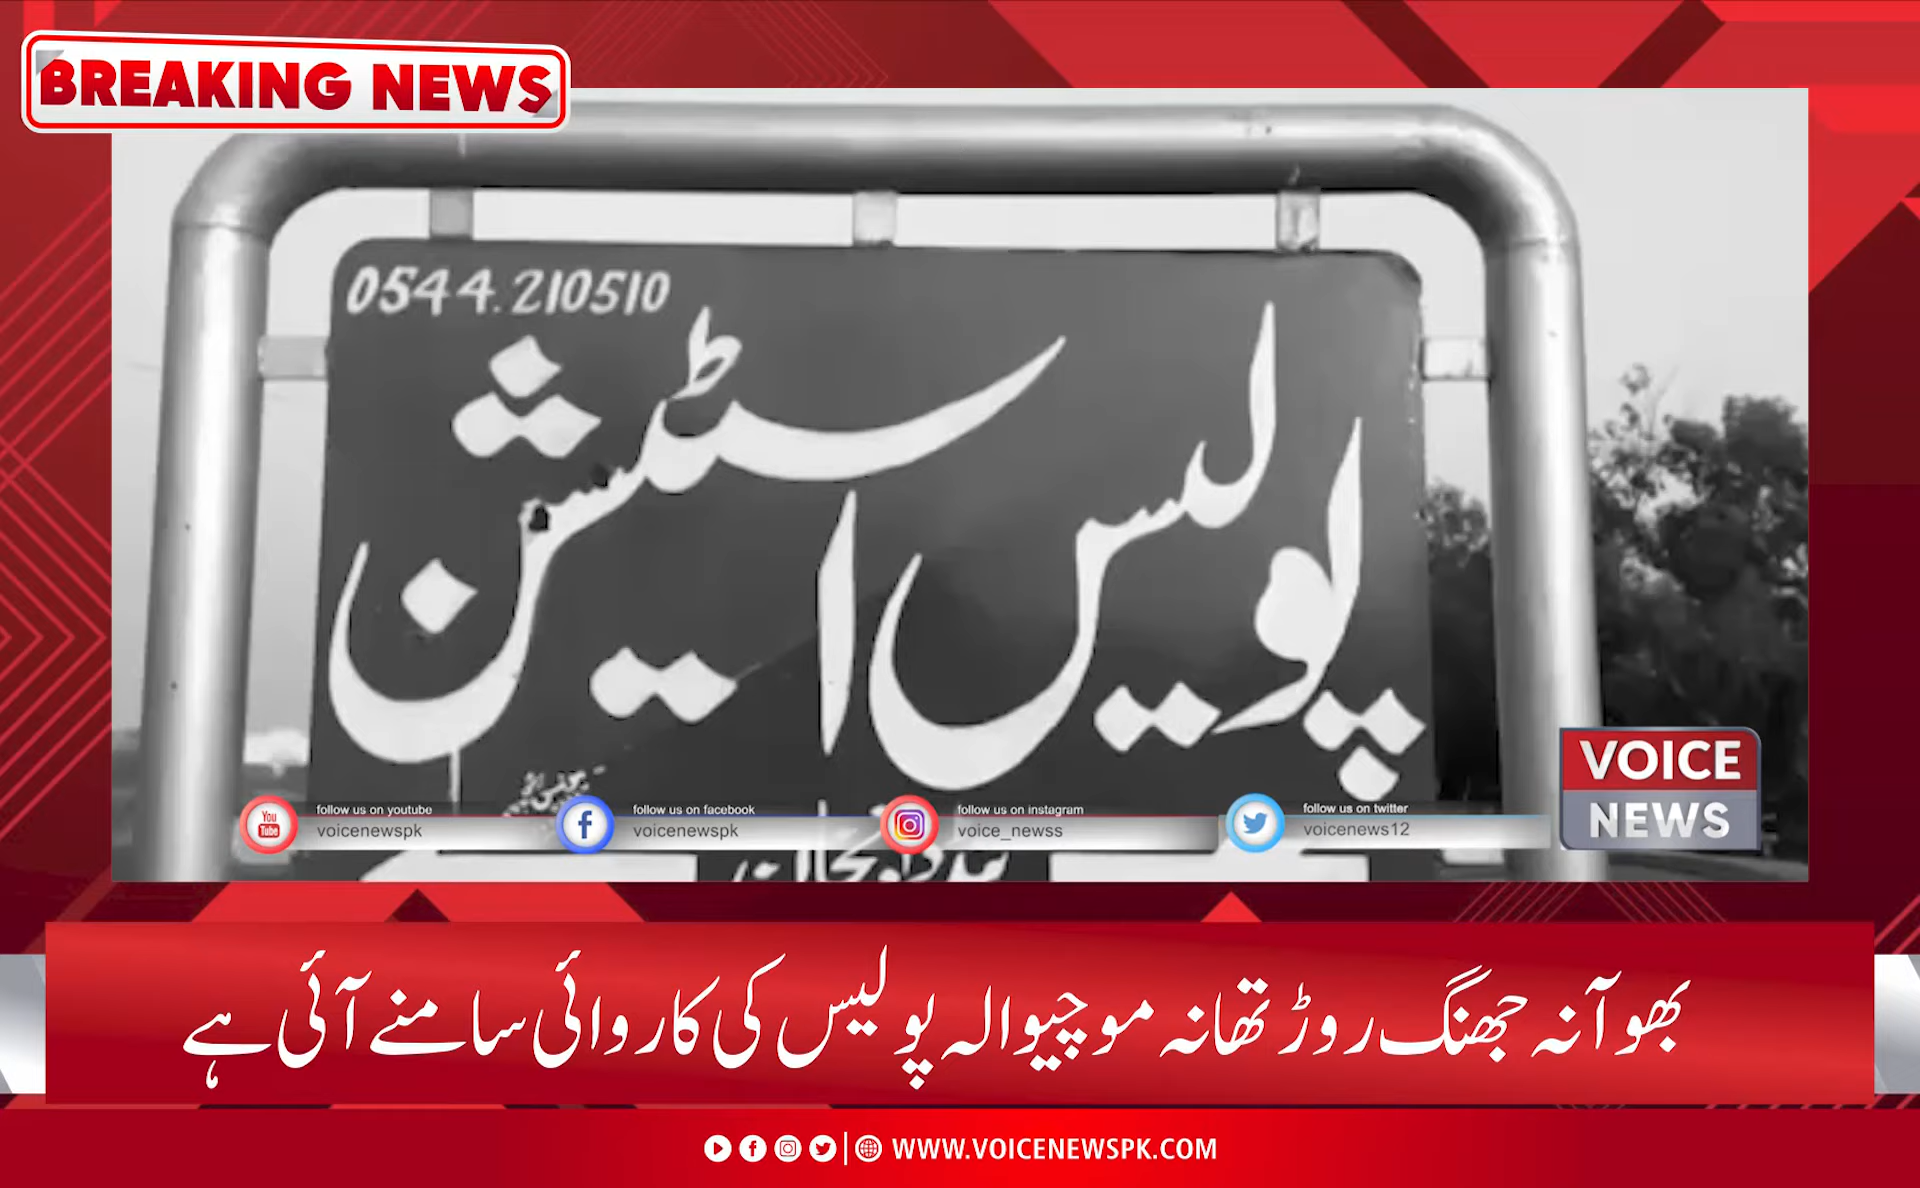 BREAKING NEWS
0544.210510
پولیس اسٹیشن
follow us on youtube
voicenewspk
follow us on facebook
voicenewspk
follow us on instagram
voice_newss
follow us on twitter
voicenews12
VOICE
NEWS
بھوآنہ جھنگ روڑ تھانہ موچیوالہ پولیس کی کاروائی سامنے آئی ہے
WWW.VOICENEWSPK.COM